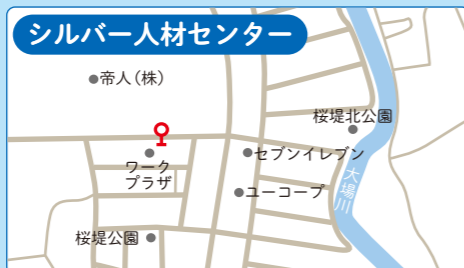 シルバー人材センター
帝人(株)
桜堤北公園
ワーク
プラザ
セブンイレブン
ユーコープ
大場川
桜堤公園